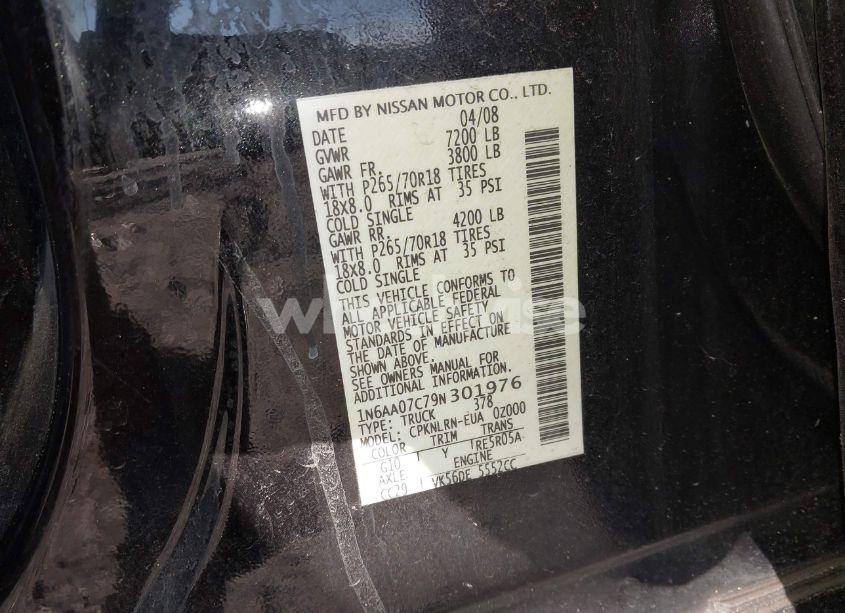 MFD BY NISSAN MOTOR CO., LTD.
DATE 04/08
GVWR 7200 LB
GAWR FR. 3800 LB
WITH P265/70R18 TIRES
18X8.0 RIMS AT 35 PSI
COLD SINGLE
GAWR RR. 4200 LB
WITH P265/70R18 TIRES
18X8.0 RIMS AT 35 PSI
COLD SINGLE
THIS VEHICLE CONFORMS TO
ALL APPLICABLE FEDERAL
MOTOR VEHICLE SAFETY
STANDARDS IN EFFECT ON
THE DATE OF MANUFACTURE
SHOWN ABOVE.
SEE OWNERS MANUAL FOR
ADDITIONAL INFORMATION.
1N6AA07C79N301976
TYPE: TRUCK 378
MODEL: CPKNLRN-EUA 0Z000
COLOR TRIM TRANS
G10 Y TRE5R05A
AXLE ENGINE
CC29 VK56DE 5552CC